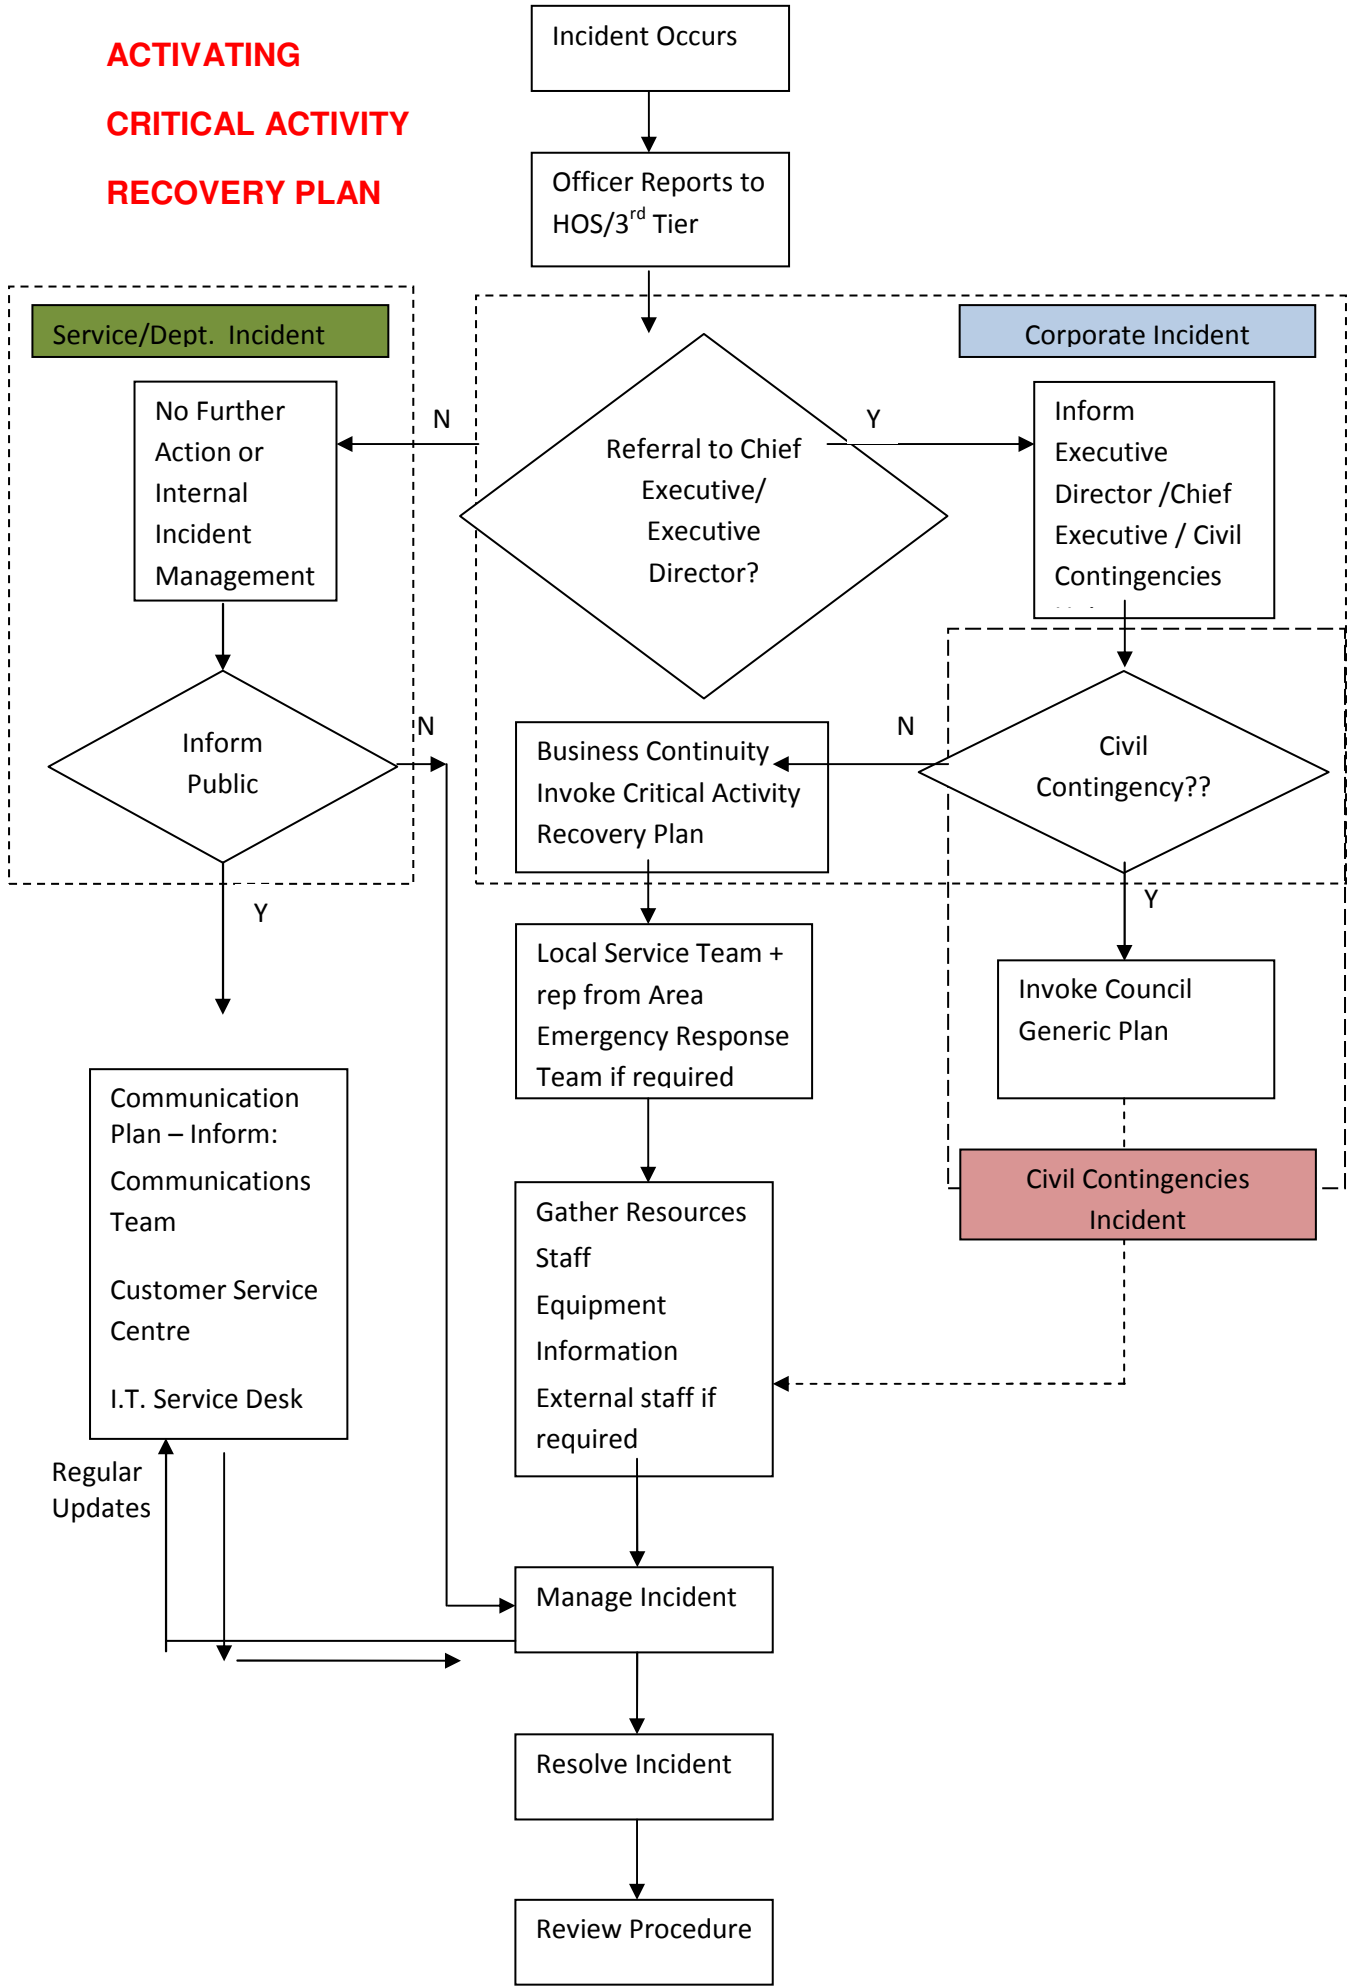 ACTIVATING
CRITICAL ACTIVITY
RECOVERY PLAN
Incident Occurs
Officer Reports to
HOS/3rd Tier
Service/Dept. Incident
Corporate Incident
No Further
Action or
Internal
Incident
Management
N
Referral to Chief
Executive/
Executive
Director?
Y
Inform
Executive
Director /Chief
Executive / Civil
Contingencies
Inform
Public
N
Business Continuity
Invoke Critical Activity
Recovery Plan
N
Civil
Contingency??
Y
Y
Local Service Team +
rep from Area
Emergency Response
Team if required
Invoke Council
Generic Plan
Communication
Plan – Inform:
Communications
Team
Customer Service
Centre
I.T. Service Desk
Civil Contingencies
Incident
Gather Resources
Staff
Equipment
Information
External staff if
required
Regular
Updates
Manage Incident
Resolve Incident
Review Procedure